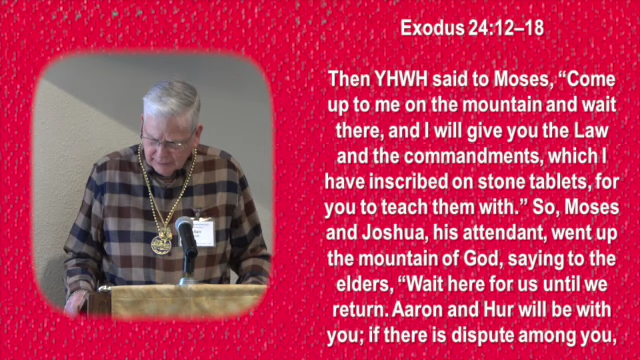 Exodus 24:12–18
Then YHWH said to Moses, “Come
up to me on the mountain and wait
there, and I will give you the Law
and the commandments, which I
have inscribed on stone tablets, for
you to teach them with.” So, Moses
and Joshua, his attendant, went up
the mountain of God, saying to the
elders, “Wait here for us until we
return. Aaron and Hur will be with
you; if there is dispute among you,